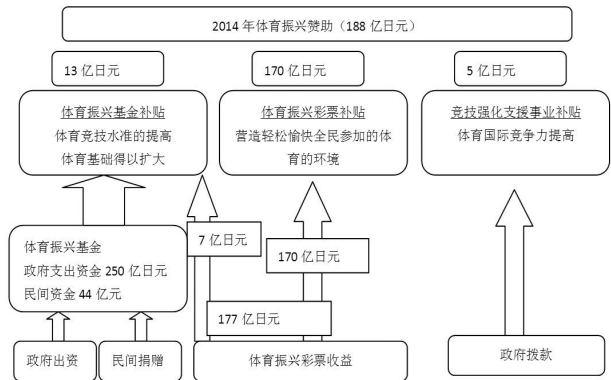 2014 年体育振兴赞助（188 亿日元）
13 亿日元
170 亿日元
5 亿日元
体育振兴基金补贴
体育竞技水准的提高
体育基础得以扩大
体育振兴彩票补贴
营造轻松愉快全民参加的体
育的环境
竞技强化支援事业补贴
体育国际竞争力提高
7 亿日元
170 亿日元
体育振兴基金
政府支出资金 250 亿日元
民间资金 44 亿元
177 亿日元
政府出资
民间捐赠
体育振兴彩票收益
政府拨款